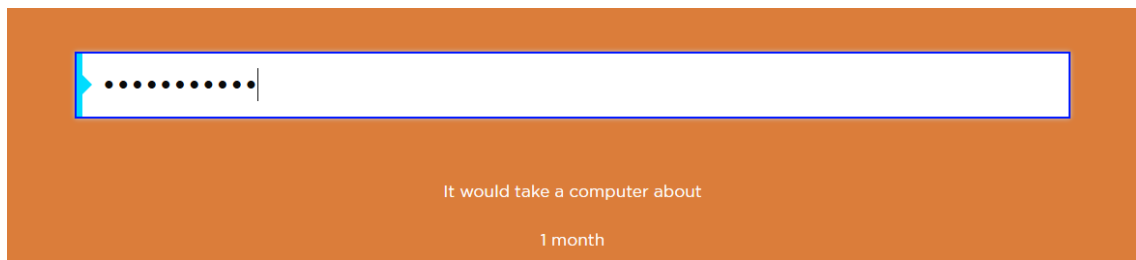 •••••••••••
It would take a computer about
1 month